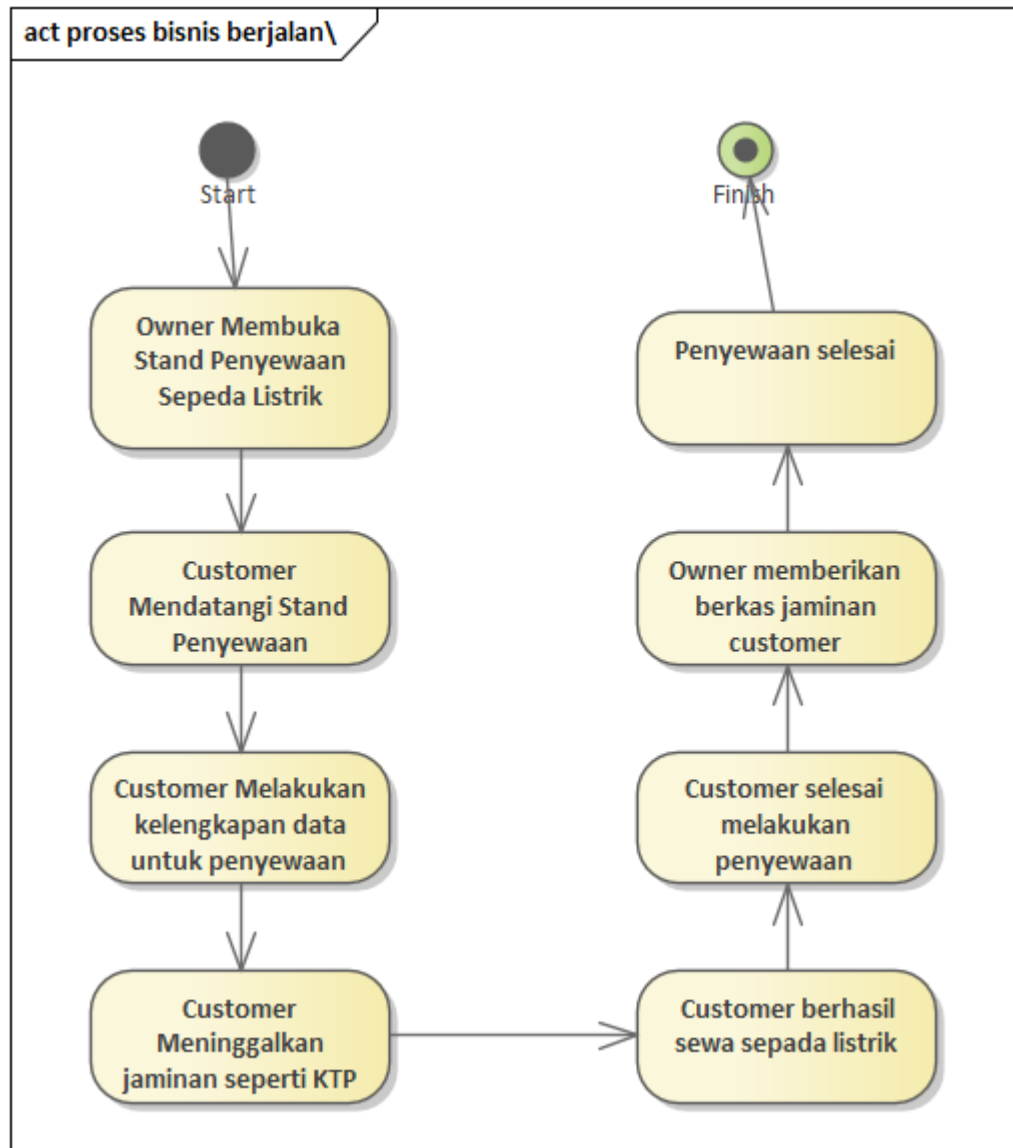 act proses bisnis berjalan\
Start
Owner Membuka
Stand Penyewaan
Sepeda Listrik
Customer
Mendatangi Stand
Penyewaan
Customer Melakukan
kelengkapan data
untuk penyewaan
Customer
Meninggalkan
jaminan seperti KTP
Customer berhasil
sewa sepada listrik
Customer selesai
melakukan
penyewaan
Owner memberikan
berkas jaminan
customer
Penyewaan selesai
Finish